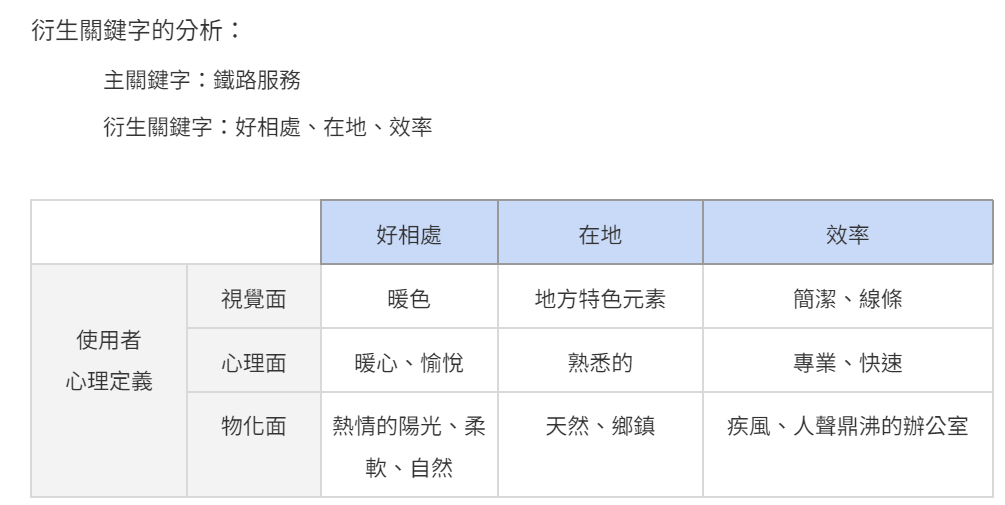 衍生關鍵字的分析：
主關鍵字：鐵路服務
衍生關鍵字：好相處、在地、效率
好相處 在地 效率
使用者
心理定義
視覺面 暖色 地方特色元素 簡潔、線條
心理面 暖心、愉悅 熟悉的 專業、快速
物化面 熱情的陽光、柔
軟、自然 天然、鄉鎮 疾風、人聲鼎沸的辦公室